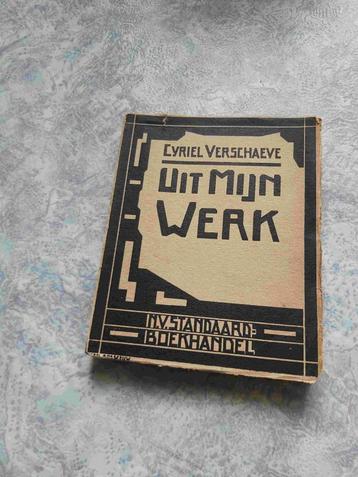 CYRIEL VERSCHAEVE
UIT MIJN
WERK
N.V. STANDAARD-
BOEKHANDEL